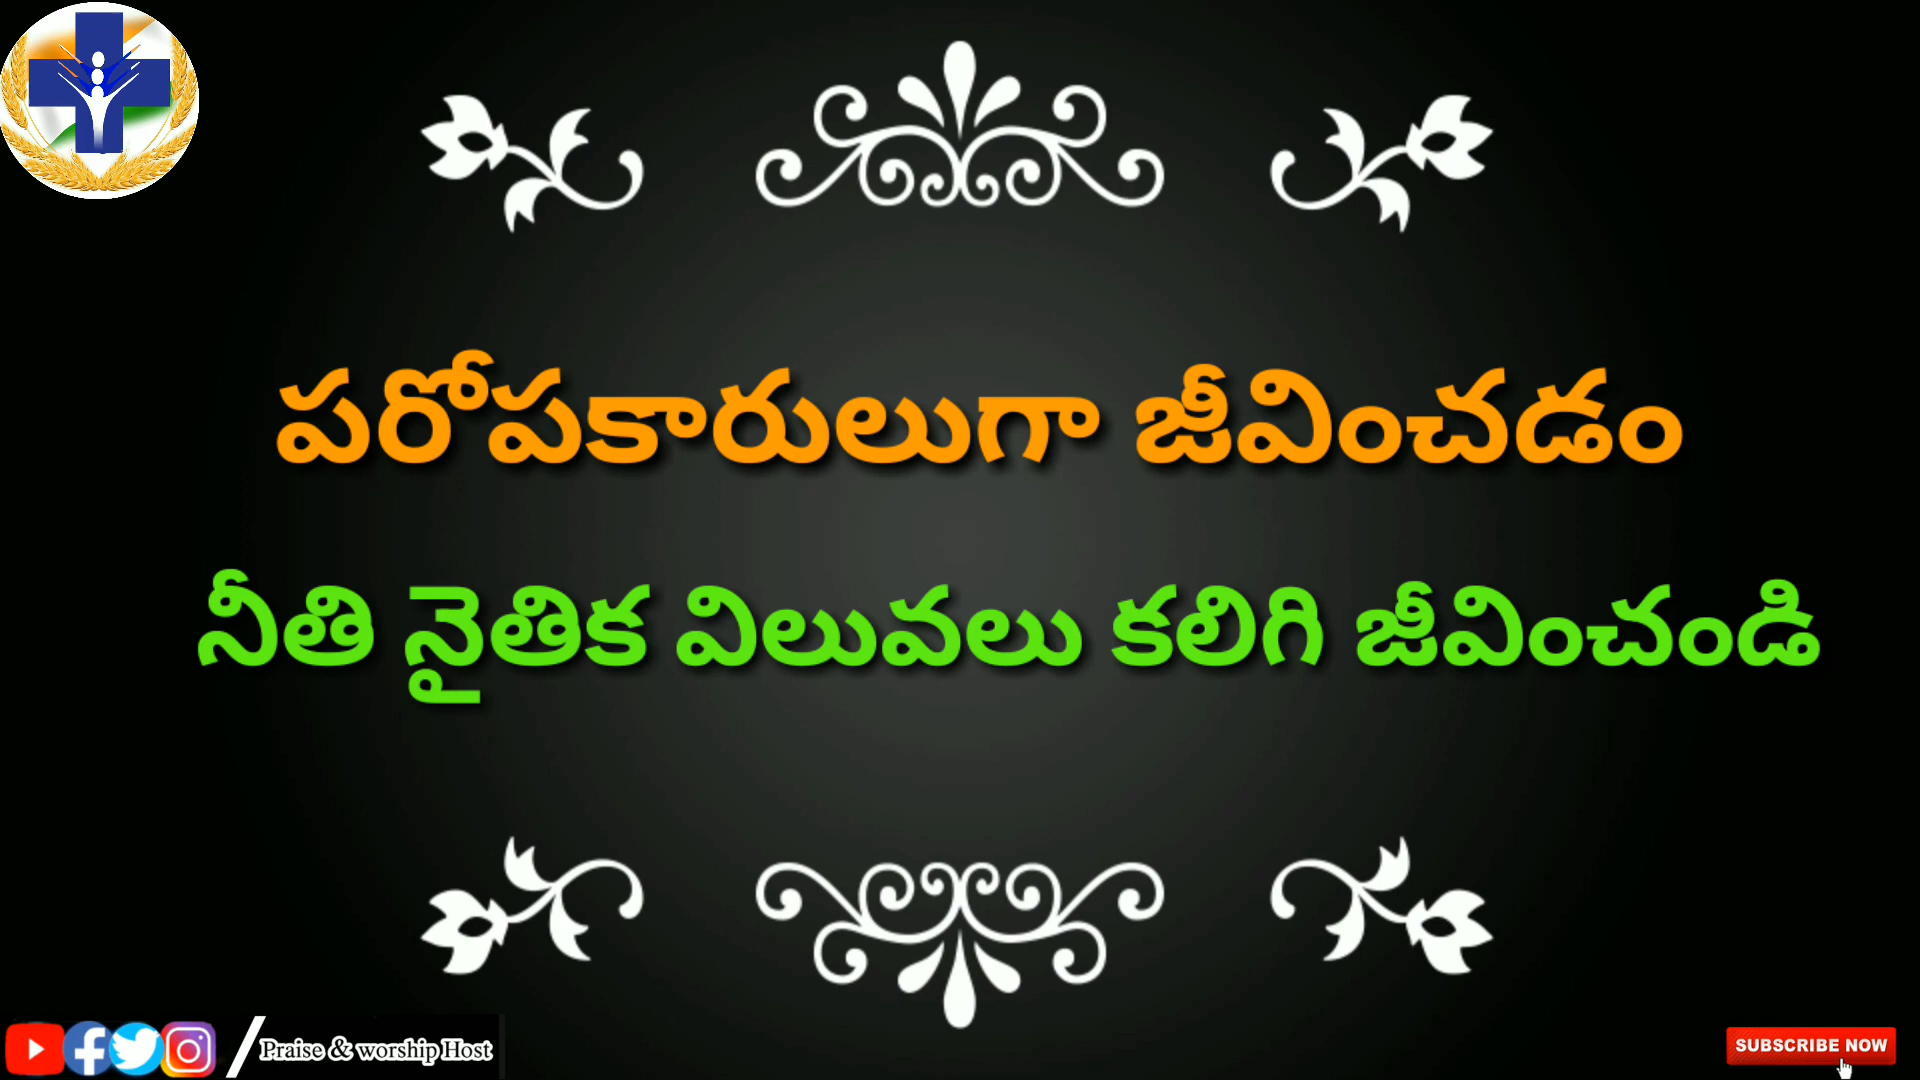 పరోపకారులుగా జీవించడం
నీతి నైతిక విలువలు కలిగి జీవించండి
Praise & worship Host
SUBSCRIBE NOW